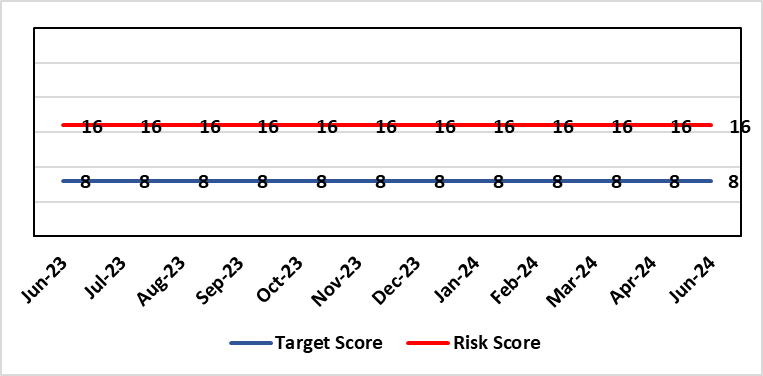 16 16 16 16 16 16 16 16 16 16 16 16
8 8 8 8 8 8 8 8 8 8 8 8
Jun-23 Jul-23 Aug-23 Sep-23 Oct-23 Nov-23 Dec-23 Jan-24 Feb-24 Mar-24 Apr-24 Jun-24
Target Score Risk Score